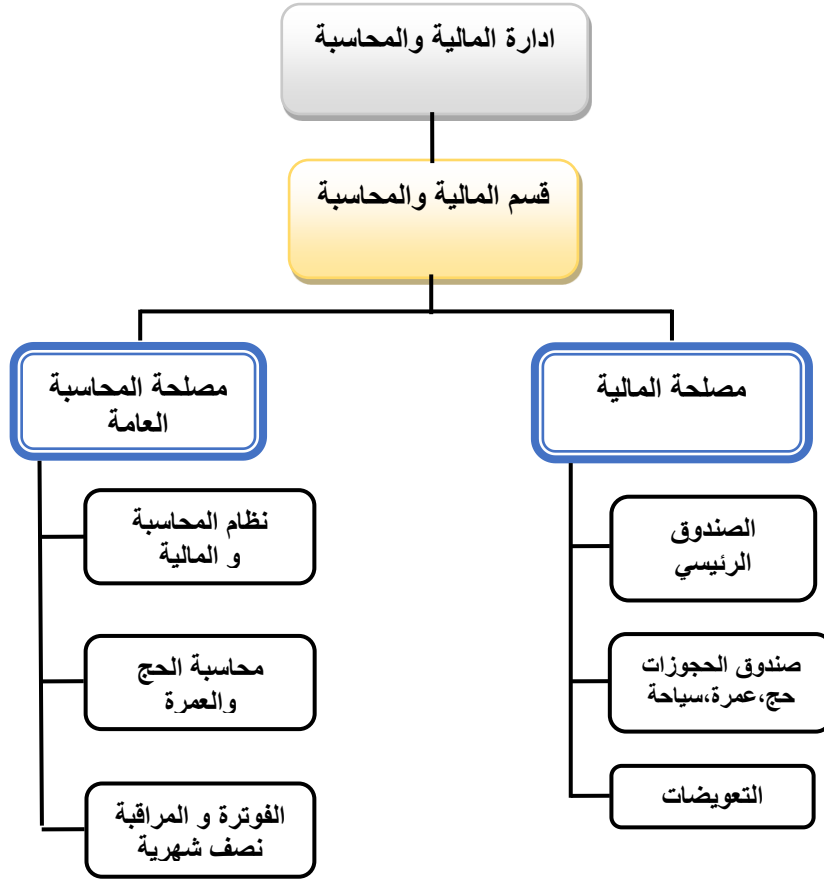 ادارة المالية والمحاسبة
قسم المالية والمحاسبة
مصلحة المالية
الصندوق
الرئيسي
صندوق الحجوزات
حج،عمرة،سياحة
التعويضات
مصلحة المحاسبة
العامة
نظام المحاسبة
و المالية
محاسبة الحج
والعمرة
الفوترة و المراقبة
نصف شهرية